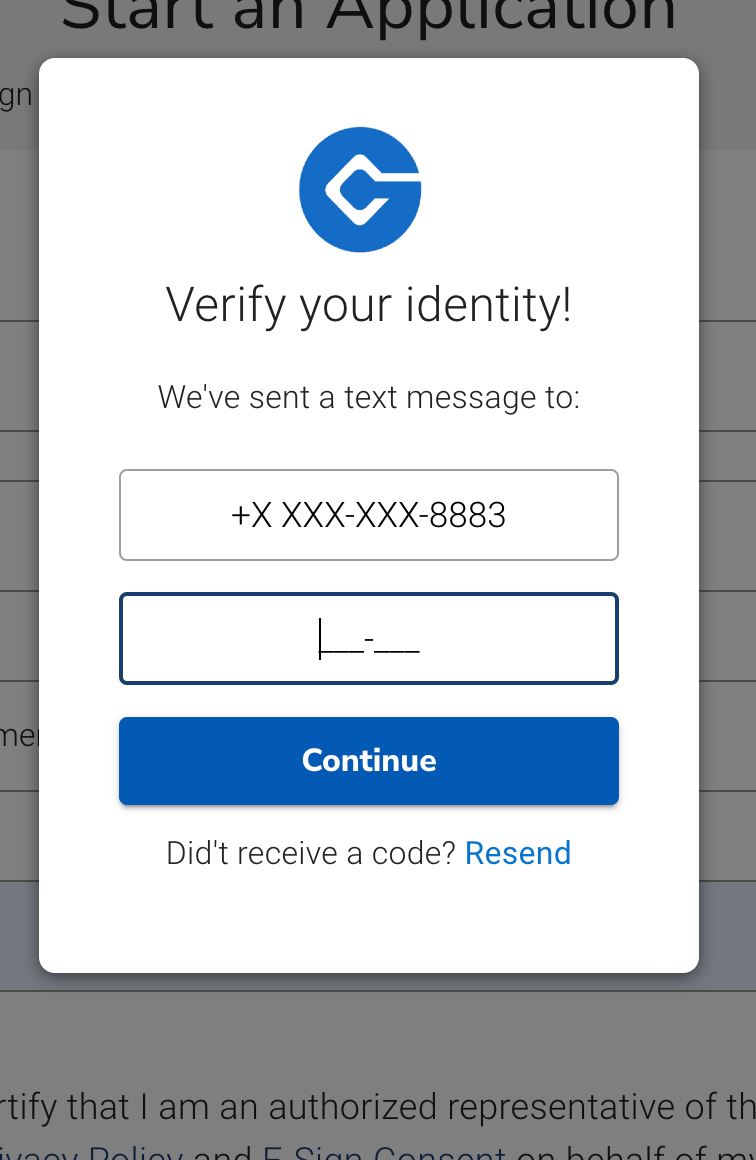 Start an Application
gn
Verify your identity!
We've sent a text message to:
+X XXX-XXX-8883
___-___
Continue
Did't receive a code? Resend
rtify that I am an authorized representative of th
ivacy Policy and E-Sign Consent on behalf of my